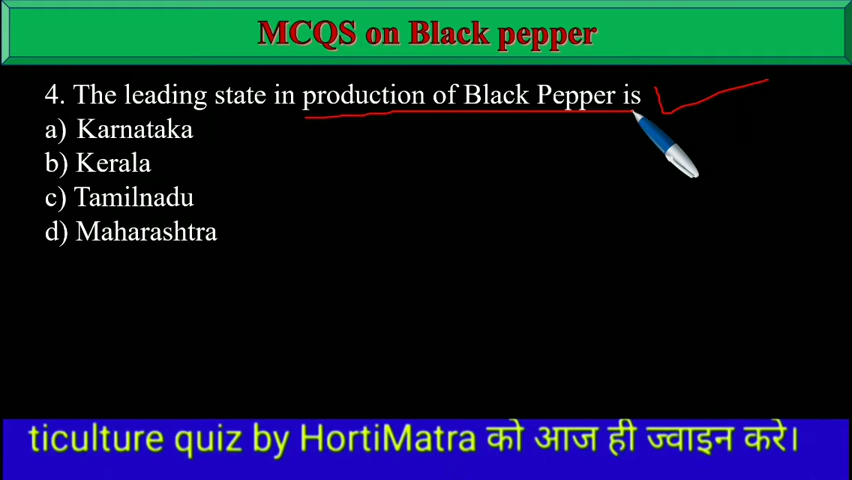 MCQS on Black pepper
4. The leading state in production of Black Pepper is
a) Karnataka
b) Kerala
c) Tamilnadu
d) Maharashtra
ticulture quiz by HortiMatra को आज ही ज्वाइन करे।